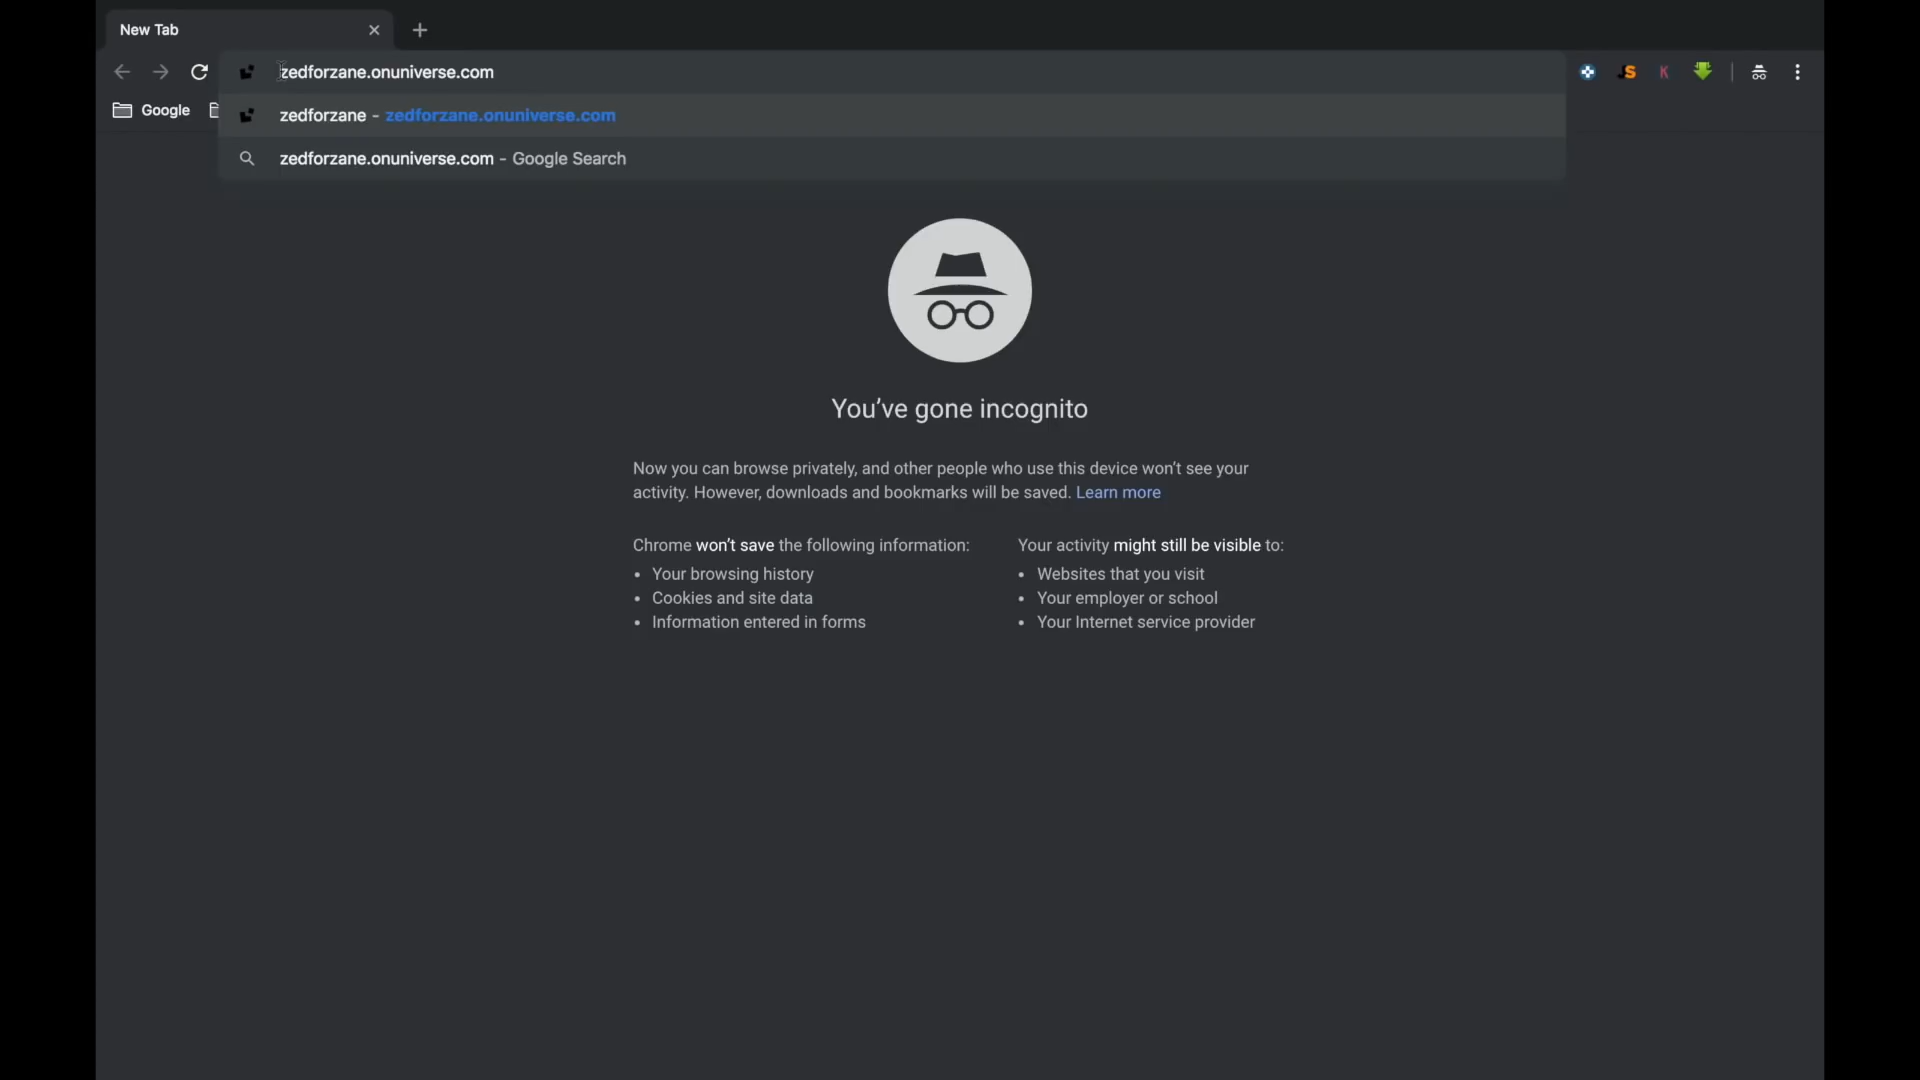 New Tab
zedforzane.onuniverse.com
Google
zedforzane - zedforzane.onuniverse.com
zedforzane.onuniverse.com - Google Search
JS
K
You've gone incognito
Now you can browse privately, and other people who use this device won't see your
activity. However, downloads and bookmarks will be saved. Learn more
Chrome won't save the following information:
• Your browsing history
• Cookies and site data
• Information entered in forms
Your activity might still be visible to:
• Websites that you visit
• Your employer or school
• Your Internet service provider